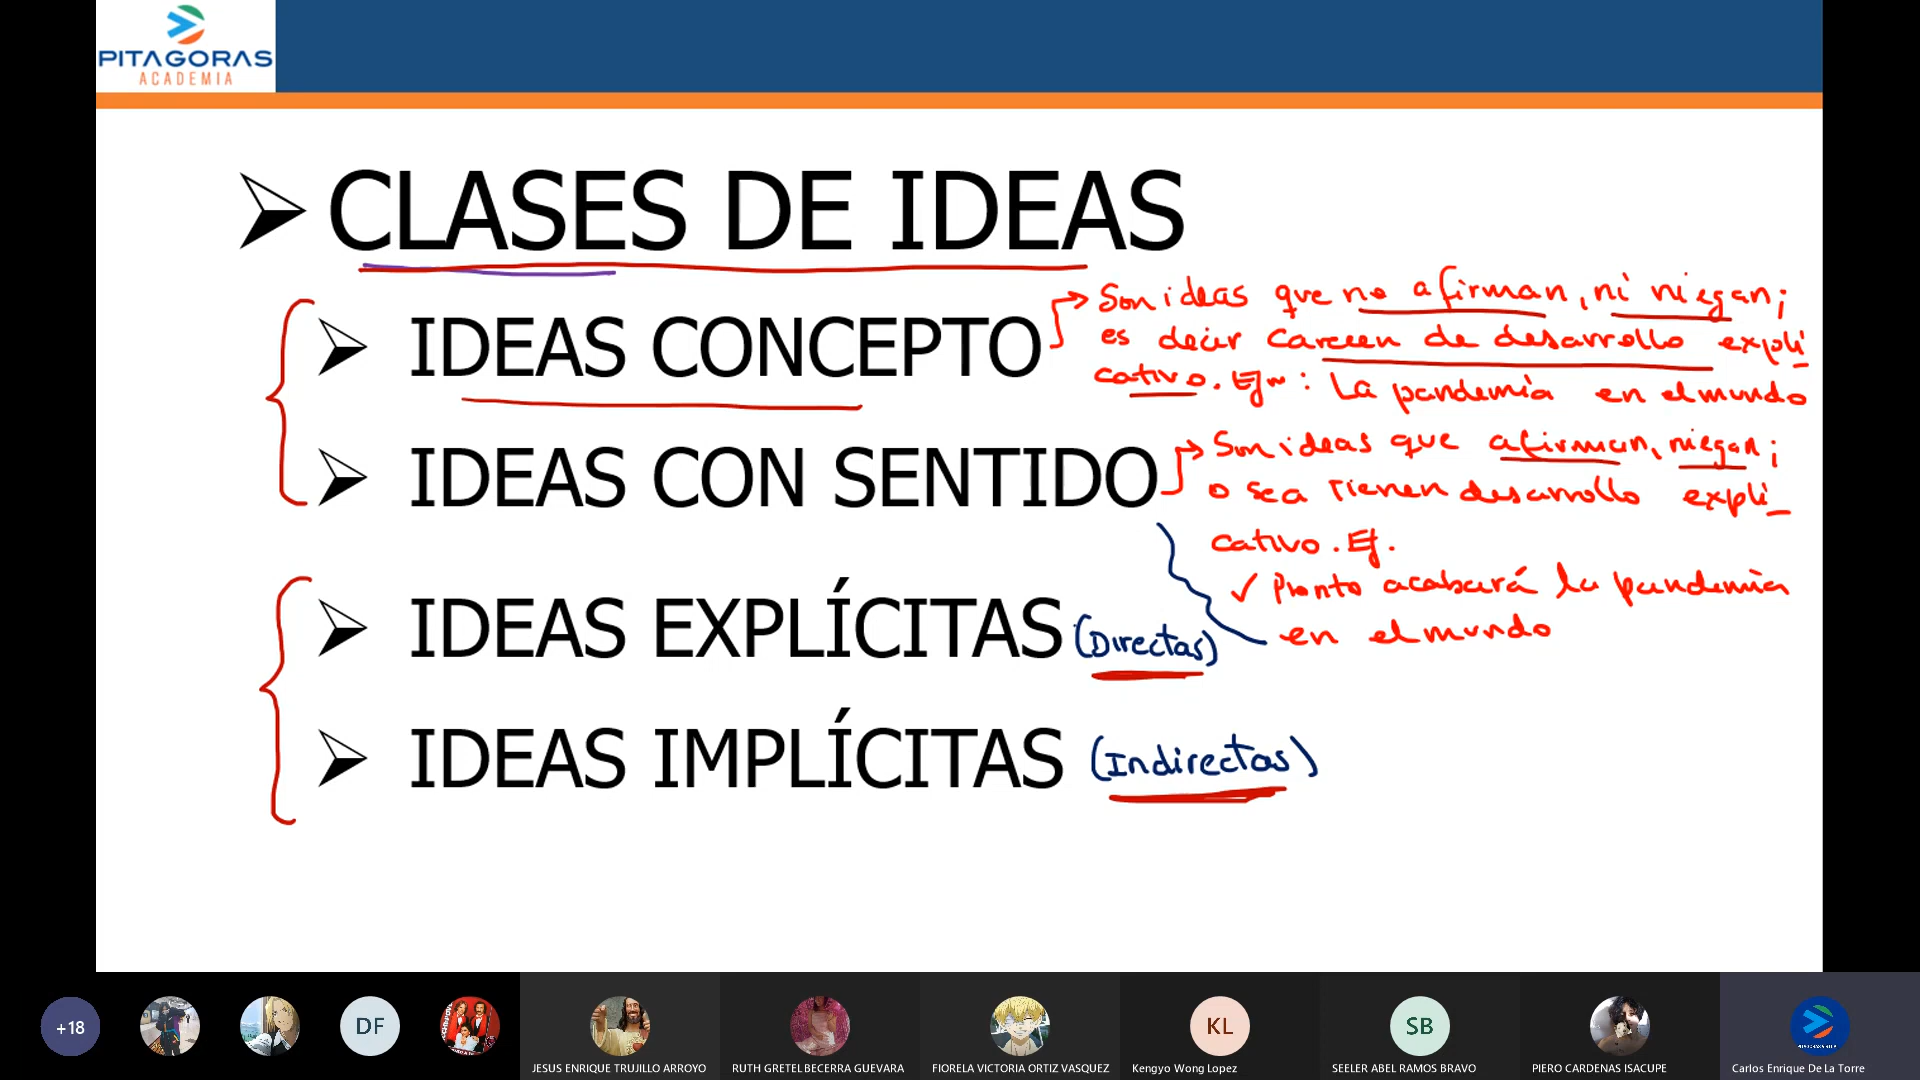 PITAGORAS
ACADEMIA
CLASES DE IDEAS
IDEAS CONCEPTO
Son ideas que no afirman, ni niegan;
es decir carecen de desarrollo expli
cativo. Ejm: La pandemia en el mundo
IDEAS CON SENTIDO
Son ideas que afirman, niegan;
o sea Tienen desarrollo expli_
cativo. Ej.
✓ Pronto acabará la pandemia
en el mundo
IDEAS EXPLÍCITAS (Directas)
IDEAS IMPLÍCITAS (Indirectas)
+18
DF
JESUS ENRIQUE TRUJILLO ARROYO
RUTH GRETEL BECERRA GUEVARA
FIORELA VICTORIA ORTIZ VASQUEZ
KL
Kengyo Wong Lopez
SB
SEELER ABEL RAMOS BRAVO
PIERO CARDENAS ISACUPE
Carlos Enrique De La Torre